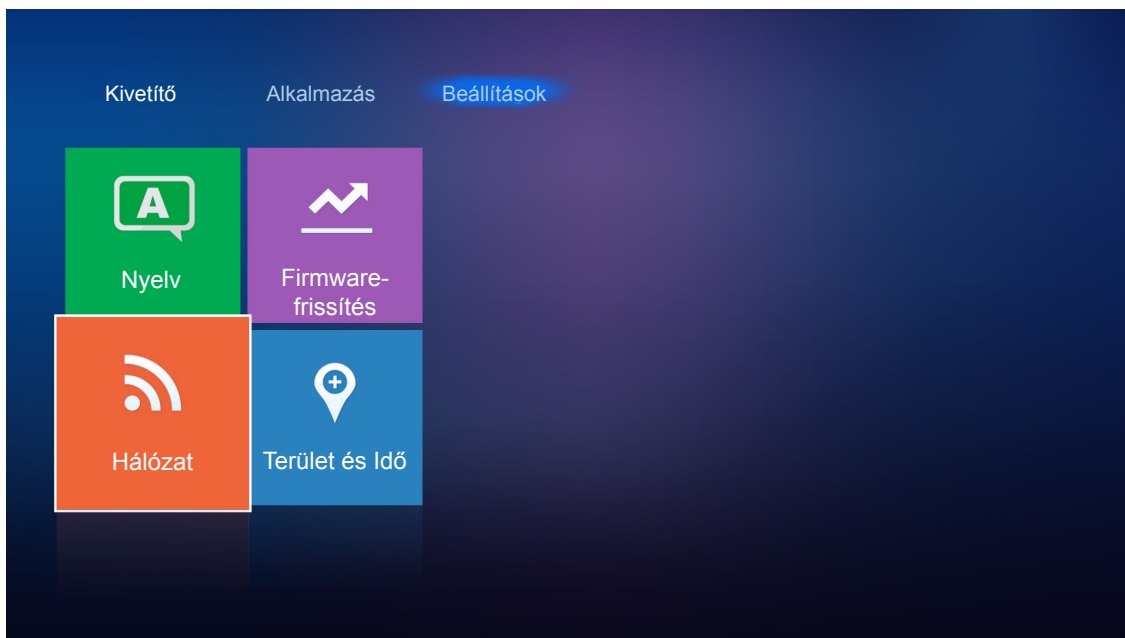 Kivetítő Alkalmazás Beállítások
A
Nyelv
Firmware-
frissítés
Hálózat
Terület és Idő